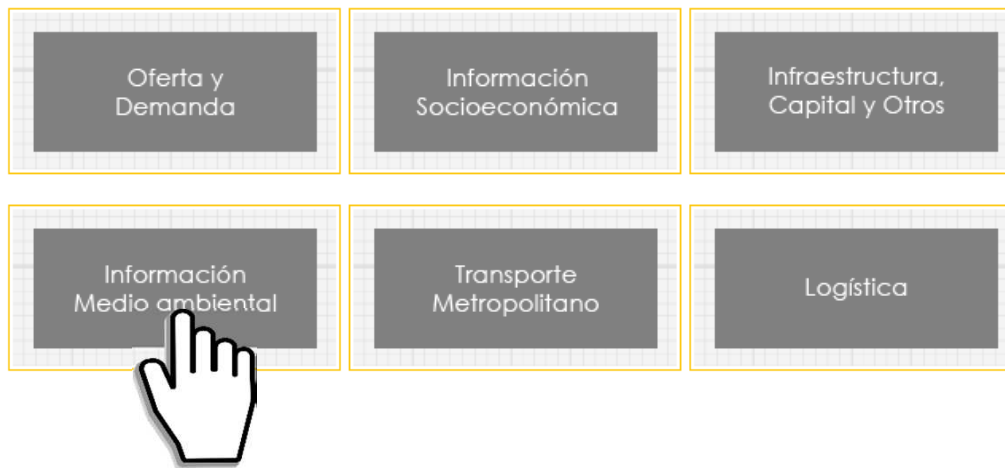 Oferta y
Demanda
Información
Socioeconómica
Infraestructura,
Capital y Otros
Información
Medio ambiental
Transporte
Metropolitano
Logística